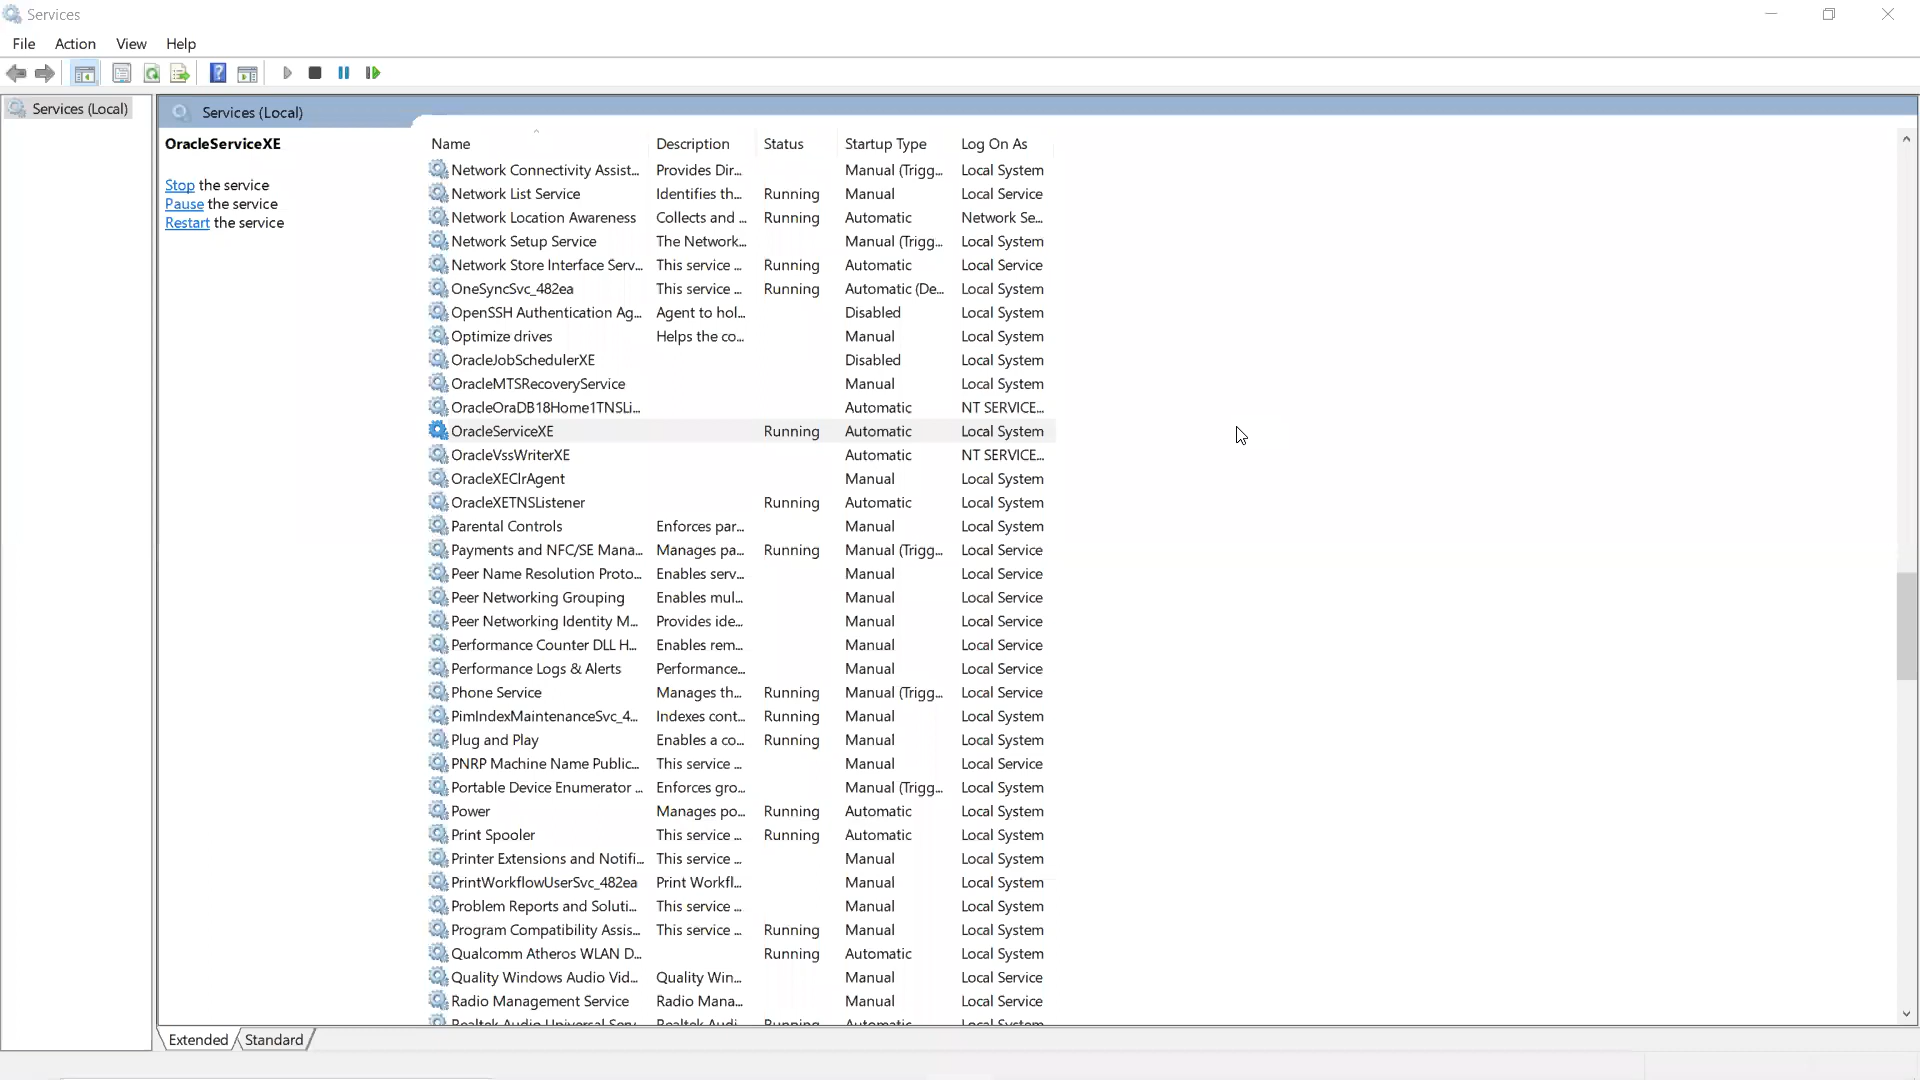 Services
File Action View Help
Services (Local)
Services (Local)
OracleServiceXE
Stop the service
Pause the service
Restart the service
Name Description Status Startup Type Log On As
Network Connectivity Assist... Provides Dir... Manual (Trigg... Local System
Network List Service Identifies th... Running Manual Local Service
Network Location Awareness Collects and ... Running Automatic Network Se...
Network Setup Service The Network... Manual (Trigg... Local System
Network Store Interface Serv... This service ... Running Automatic Local Service
OneSyncSvc_482ea This service ... Running Automatic (De... Local System
OpenSSH Authentication Ag... Agent to hol... Disabled Local System
Optimize drives Helps the co... Manual Local System
OracleJobSchedulerXE Disabled Local System
OracleMTSRecoveryService Manual Local System
OracleOraDB18Home1TNSLi... Automatic NT SERVICE...
OracleServiceXE Running Automatic Local System
OracleVssWriterXE Automatic NT SERVICE...
OracleXEClrAgent Manual Local System
OracleXETNSListener Running Automatic Local System
Parental Controls Enforces par... Manual Local System
Payments and NFC/SE Mana... Manages pa... Running Manual (Trigg... Local Service
Peer Name Resolution Proto... Enables serv... Manual Local Service
Peer Networking Grouping Enables mul... Manual Local Service
Peer Networking Identity M... Provides ide... Manual Local Service
Performance Counter DLL H... Enables rem... Manual Local Service
Performance Logs & Alerts Performance... Manual Local Service
Phone Service Manages th... Running Manual (Trigg... Local Service
PimIndexMaintenanceSvc_4... Indexes cont... Running Manual Local System
Plug and Play Enables a co... Running Manual Local System
PNRP Machine Name Public... This service ... Manual Local Service
Portable Device Enumerator ... Enforces gro... Manual (Trigg... Local System
Power Manages po... Running Automatic Local System
Print Spooler This service ... Running Automatic Local System
Printer Extensions and Notifi... This service ... Manual Local System
PrintWorkflowUserSvc_482ea Print Workfl... Manual Local System
Problem Reports and Soluti... This service ... Manual Local System
Program Compatibility Assis... This service ... Running Manual Local System
Qualcomm Atheros WLAN D... Running Automatic Local System
Quality Windows Audio Vid... Quality Win... Manual Local Service
Radio Management Service Radio Mana... Manual Local Service
Realtek Audio Universal Serv... Realtek Audi... Running Automatic Local System
Extended Standard